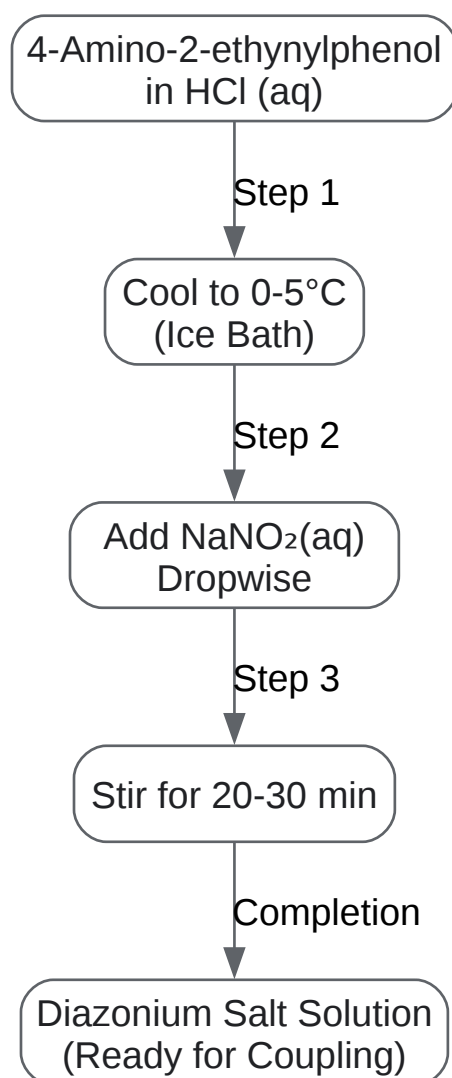 4-Amino-2-ethynylphenol
in HCl (aq)
Step 1
Cool to 0-5°C
(Ice Bath)
Step 2
Add NaNO₂(aq)
Dropwise
Step 3
Stir for 20-30 min
Completion
Diazonium Salt Solution
(Ready for Coupling)